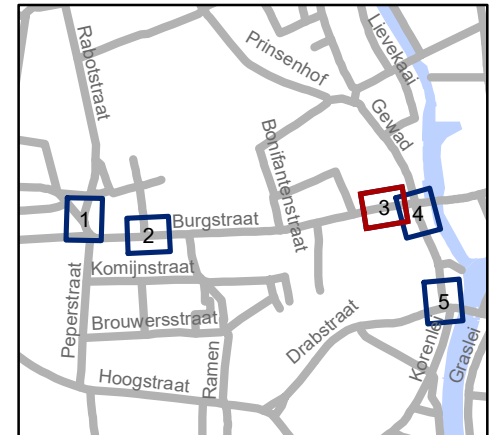 Rabotstraat
Prinsenhof
Lievekaai
Gewad
Bonifantenstraat
1
2
Burgstraat
3
4
Komijnstraat
Peperstraat
5
Brouwersstraat
Drabstraat
Korenlei
Graslei
Hoogstraat
Ramen